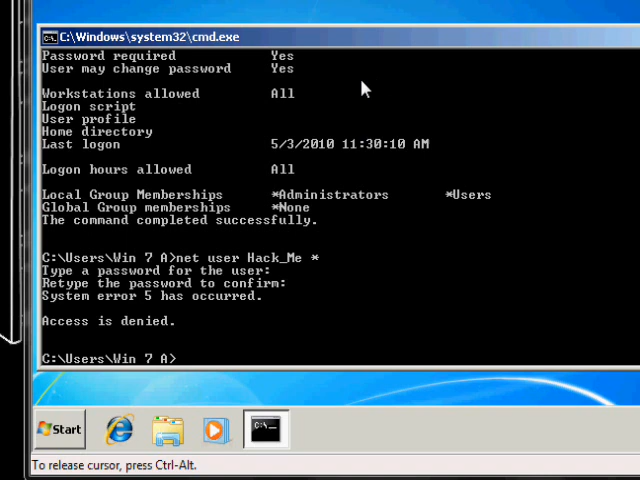 C:\Windows\system32\cmd.exe
Password required Yes
User may change password Yes
Workstations allowed All
Logon script
User profile
Home directory
Last logon 5/3/2010 11:30:10 AM
Logon hours allowed All
Local Group Memberships *Administrators *Users
Global Group memberships *None
The command completed successfully.
C:\Users\Win 7 A>net user Hack_Me *
Type a password for the user:
Retype the password to confirm:
System error 5 has occurred.
Access is denied.
C:\Users\Win 7 A>
Start
C:\_
To release cursor, press Ctrl-Alt.